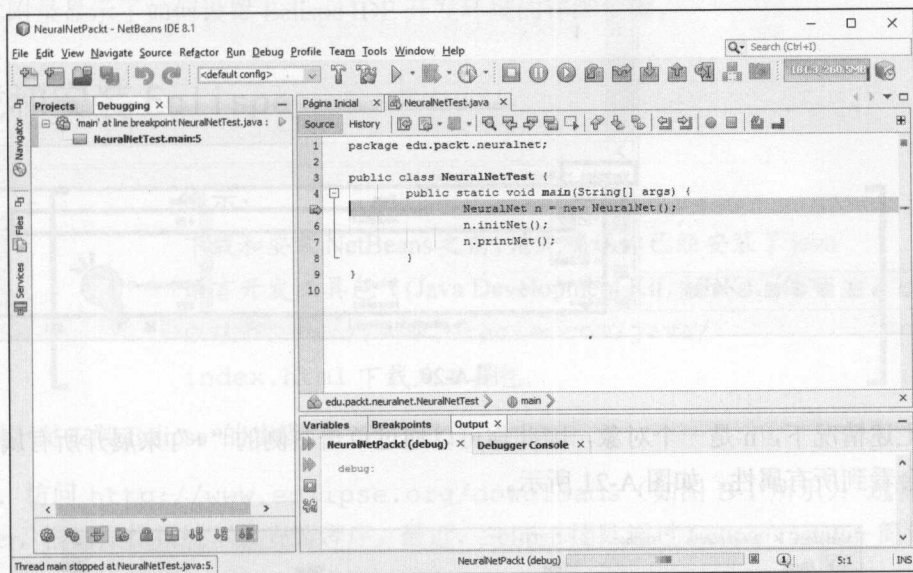 NeuralNetPackt - NetBeans IDE 8.1
Search (Ctrl+I)
File Edit View Navigate Source Refactor Run Debug Profile Team Tools Window Help
<default config>
Projects Debugging
Página Inicial NeuralNetTest.java
'main' at line breakpoint NeuralNetTest.java :
NeuralNetTest.main:5
Navigator
Files
Services
Source History
1 package edu.packt.neuralnet;
2
3 public class NeuralNetTest {
4 public static void main(String[] args) {
NeuralNet n = new NeuralNet();
6 n.initNet();
7 n.printNet();
8 }
9 }
10
edu.packt.neuralnet.NeuralNetTest main
Variables Breakpoints Output
NeuralNetPackt (debug) Debugger Console
debug:
NeuralNetPackt (debug) 1 5:1 INS
Thread main stopped at NeuralNetTest.java:5.